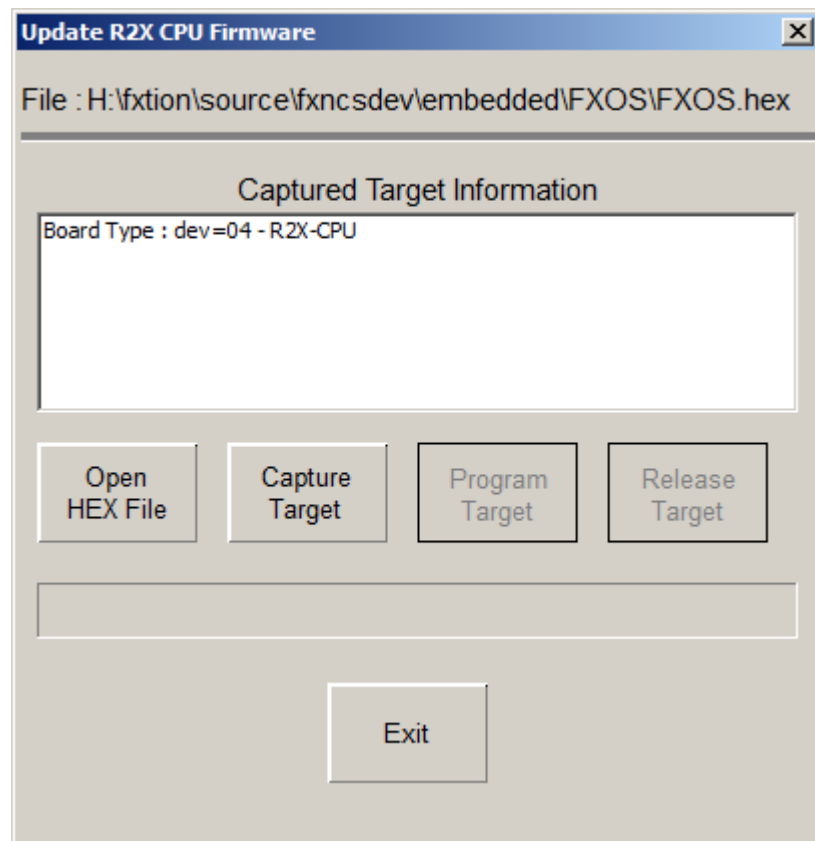 Update R2X CPU Firmware
File : H:\fxtion\source\fxncsdev\embedded\FXOS\FXOS.hex
Captured Target Information
Board Type : dev=04 - R2X-CPU
Open
HEX File
Capture
Target
Program
Target
Release
Target
Exit